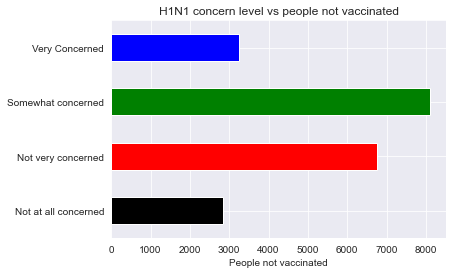 H1N1 concern level vs people not vaccinated
Very Concerned
Somewhat concerned
Not very concerned
Not at all concerned
0 1000 2000 3000 4000 5000 6000 7000 8000
People not vaccinated